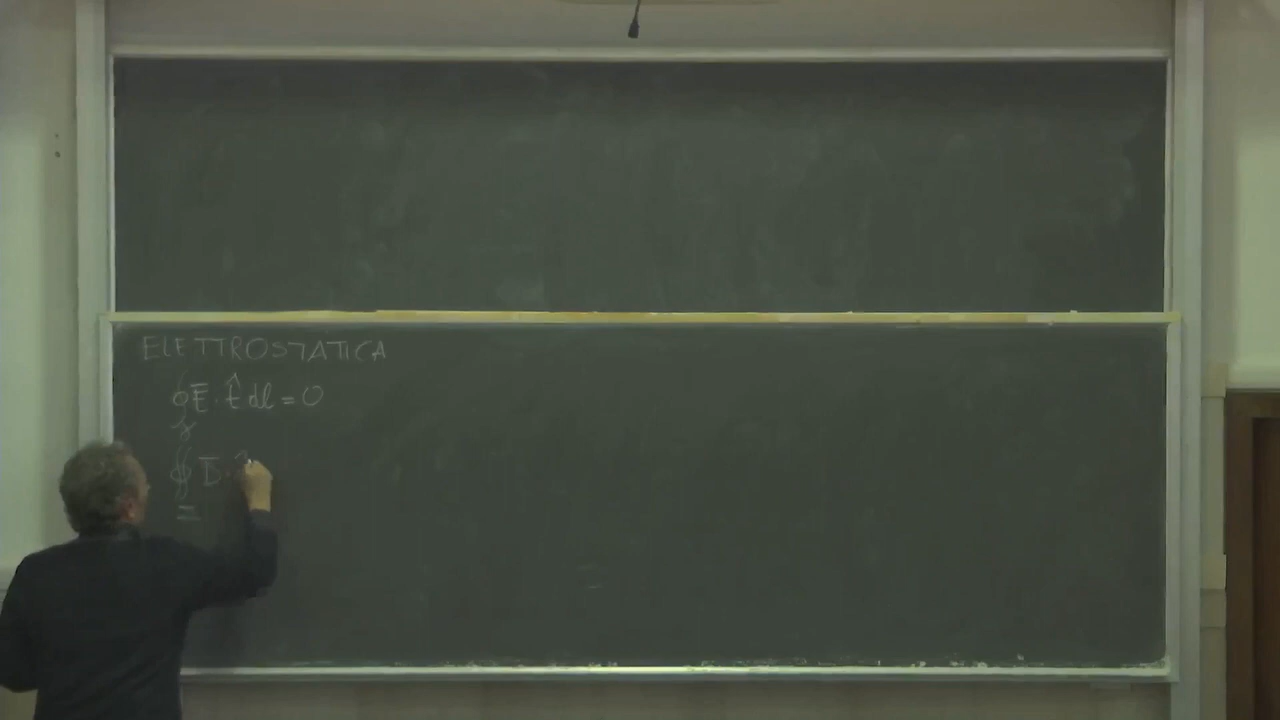 ELETTROSTATICA
∮ E̅ · t̂ dl = 0
γ
∯ D̅ ·